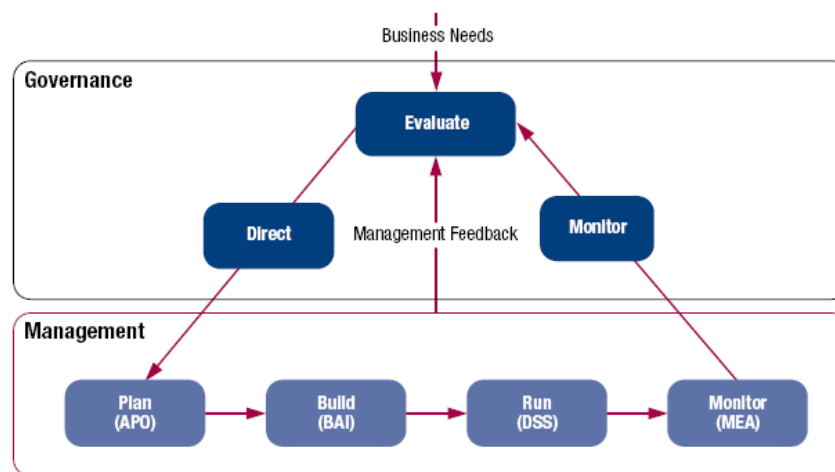 Business Needs
Governance
Evaluate
Direct
Management Feedback
Monitor
Management
Plan
(APO)
Build
(BAI)
Run
(DSS)
Monitor
(MEA)